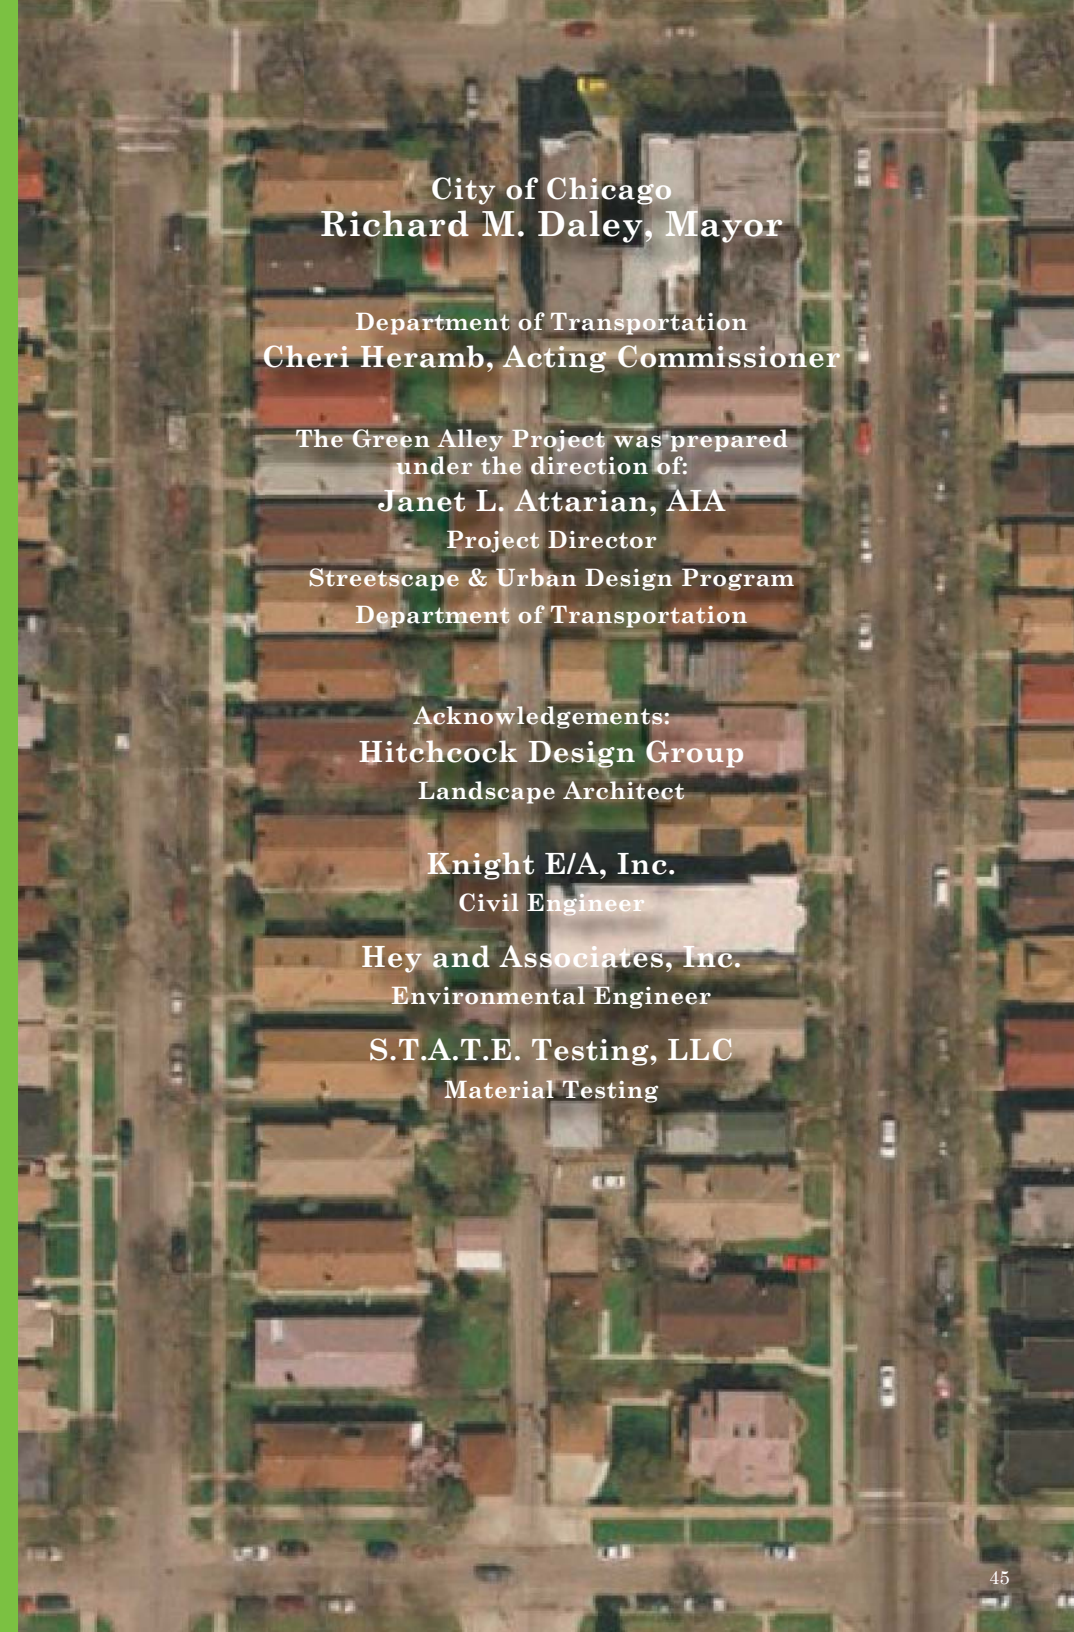 City of Chicago
Richard M. Daley, Mayor
Department of Transportation
Cheri Heramb, Acting Commissioner
The Green Alley Project was prepared
under the direction of:
Janet L. Attarian, AIA
Project Director
Streetscape & Urban Design Program
Department of Transportation
Acknowledgements:
Hitchcock Design Group
Landscape Architect
Knight E/A, Inc.
Civil Engineer
Hey and Associates, Inc.
Environmental Engineer
S.T.A.T.E. Testing, LLC
Material Testing
45